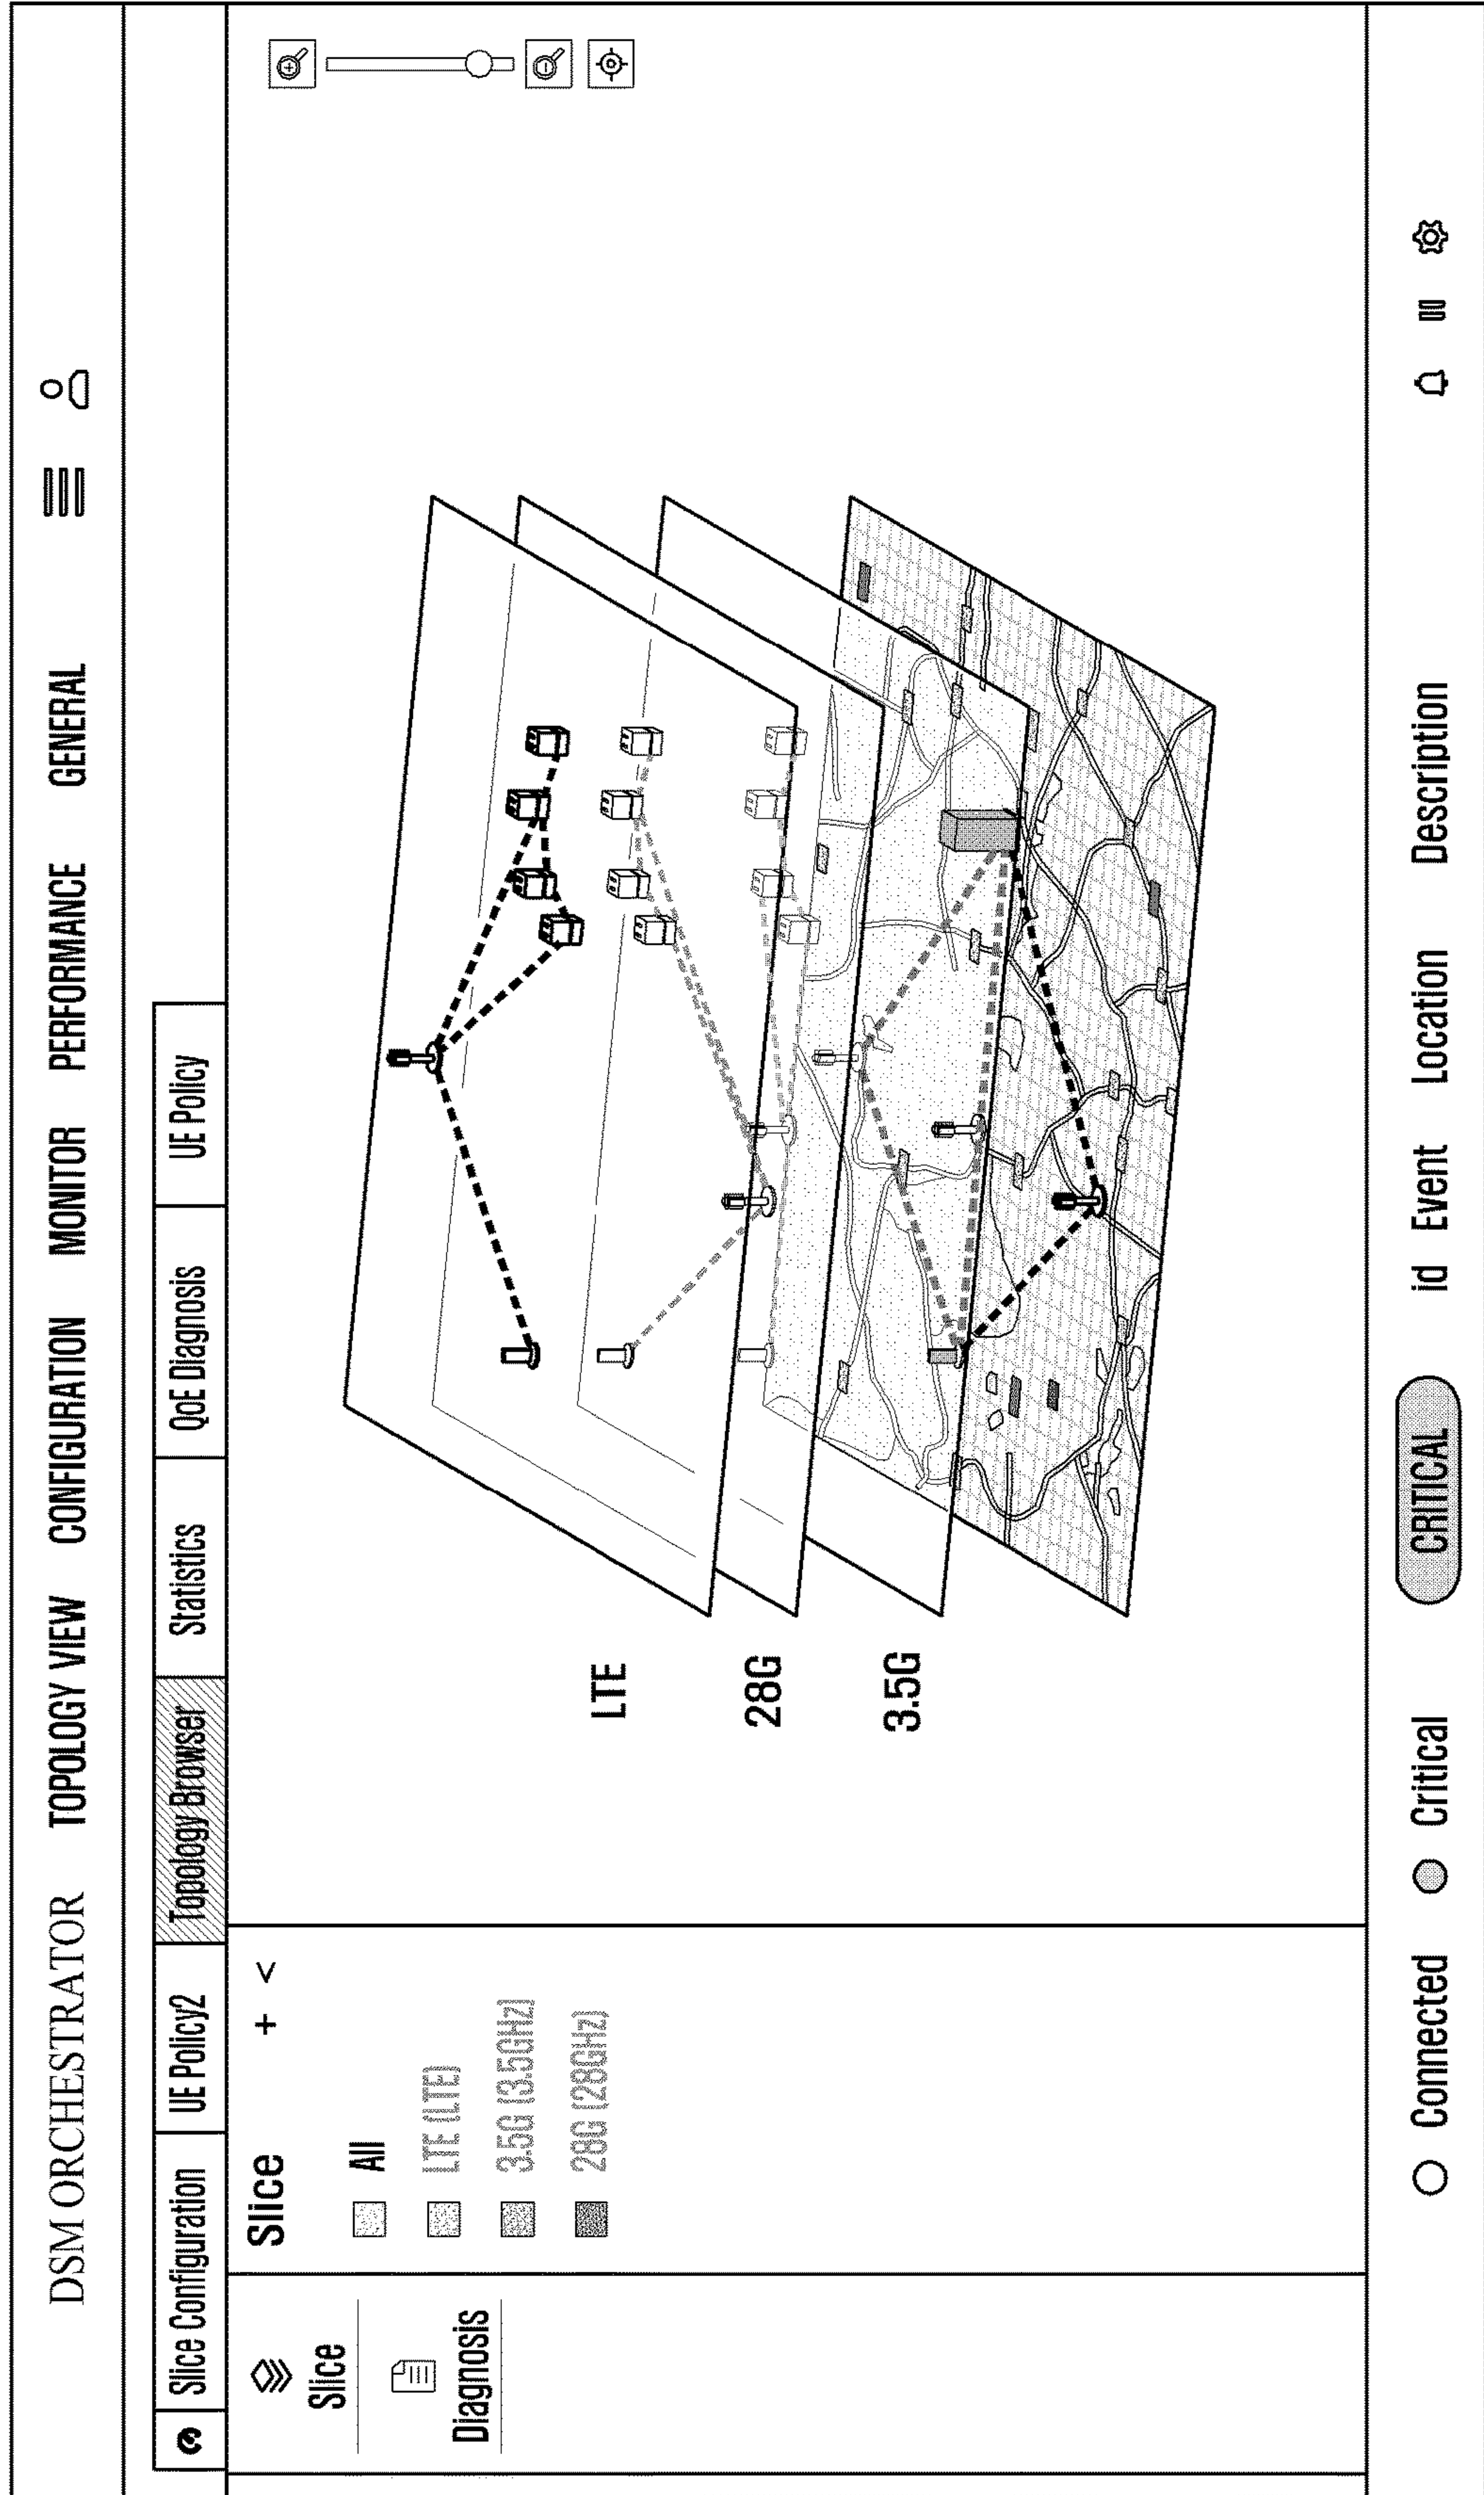 DSM ORCHESTRATOR TOPOLOGY VIEW CONFIGURATION MONITOR PERFORMANCE GENERAL
Slice Configuration UE Policy2 Topology Browser Statistics QoE Diagnosis UE Policy
Slice
Diagnosis
Slice + <
All
LTE (LTE)
3.5G (3.5GHz)
28G (28GHz)
LTE
28G
3.5G
Connected Critical CRITICAL id Event Location Description